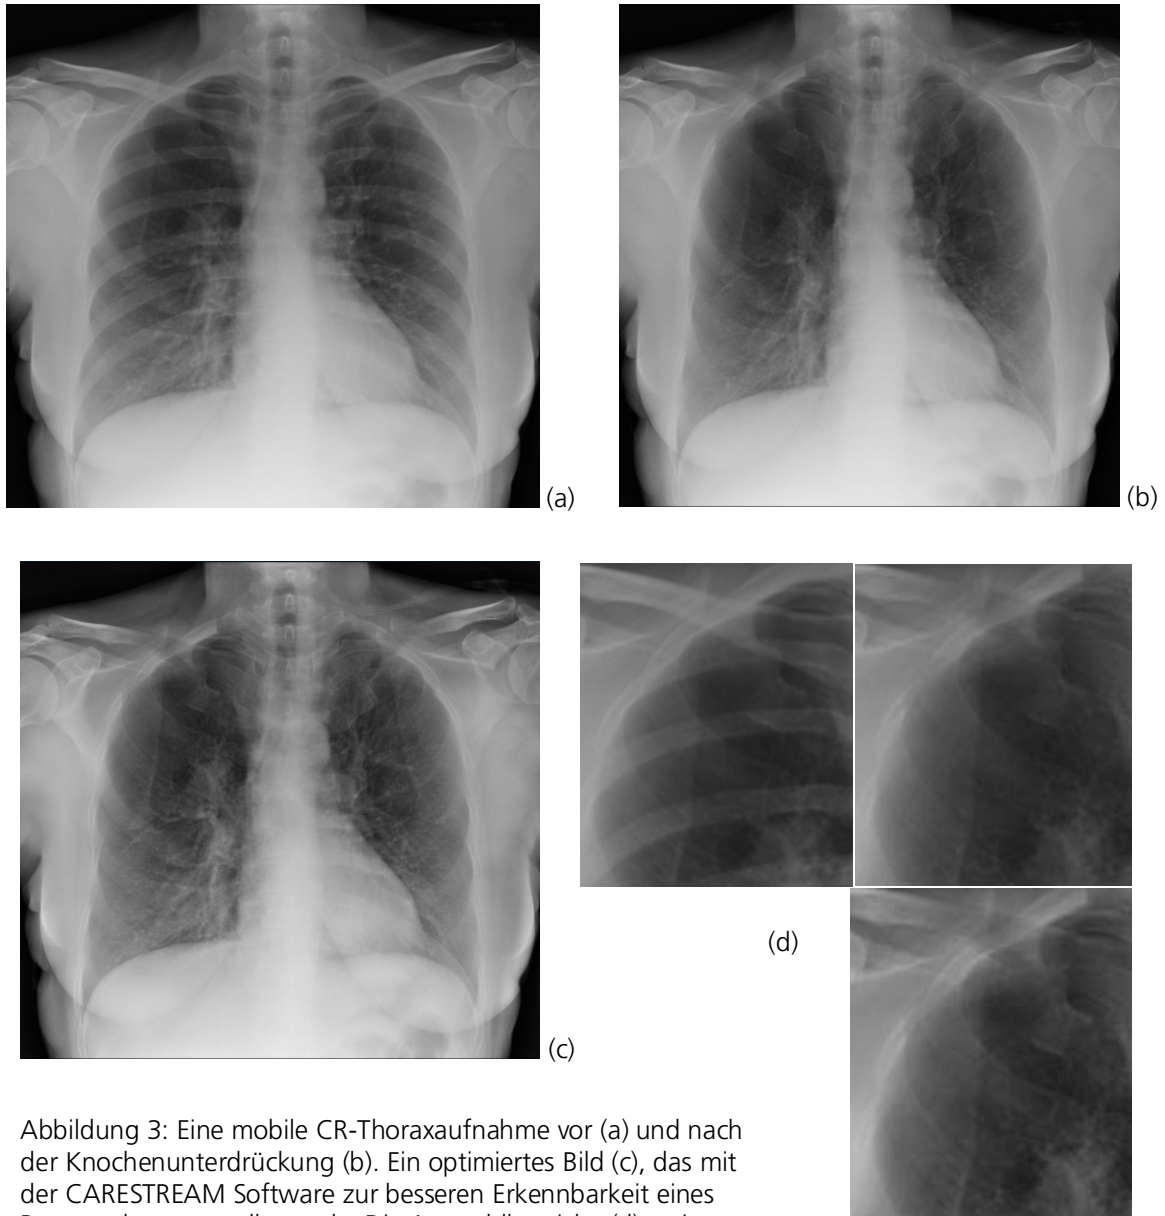 (a)
(b)
(c)
(d)
Abbildung 3: Eine mobile CR-Thoraxaufnahme vor (a) und nach
der Knochenunterdrückung (b). Ein optimiertes Bild (c), das mit
der CARESTREAM Software zur besseren Erkennbarkeit eines